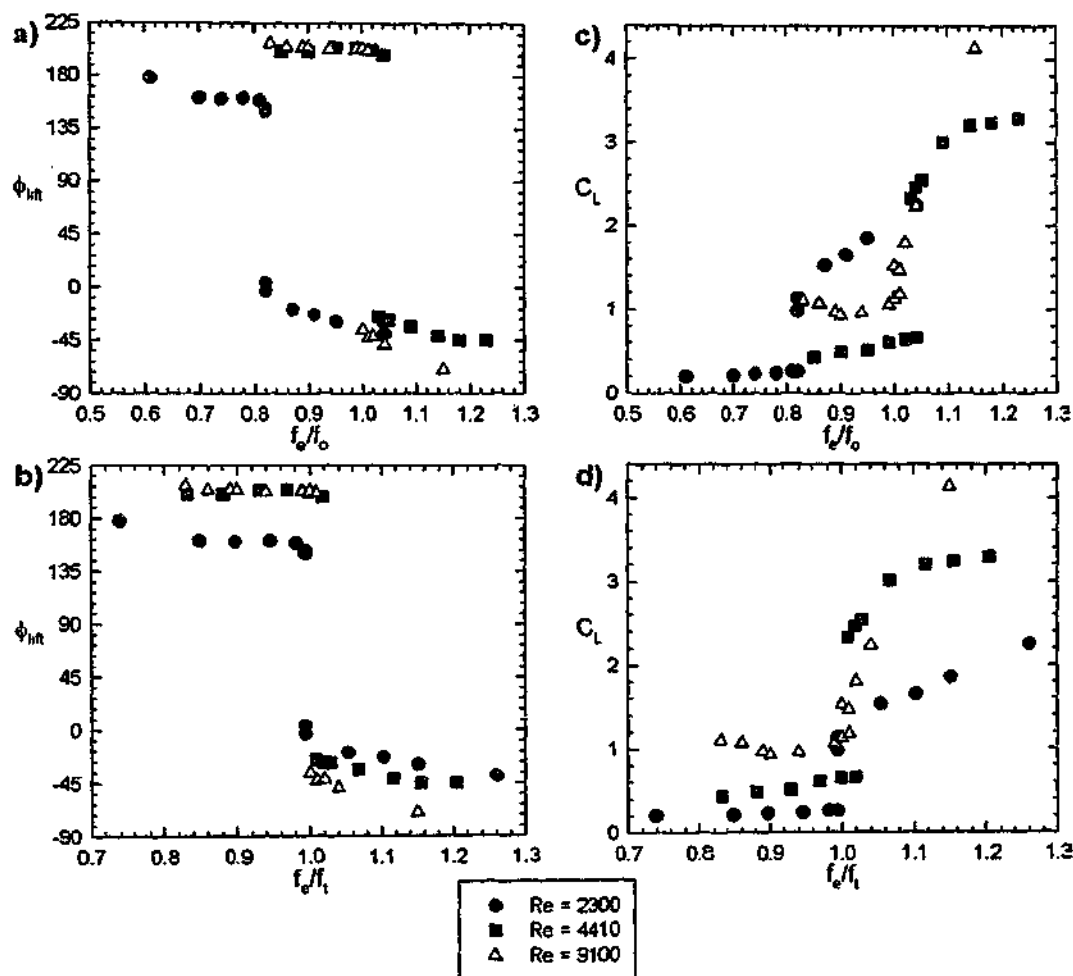 a)
225
180
135
90
45
0
-45
-90
ϕlift
0.5 0.6 0.7 0.8 0.9 1.0 1.1 1.2 1.3
fe/fo
c)
4
3
2
1
0
CL
0.5 0.6 0.7 0.8 0.9 1.0 1.1 1.2 1.3
fe/fo
b)
225
180
135
90
45
0
-45
-90
ϕlift
0.7 0.8 0.9 1.0 1.1 1.2 1.3
fe/ft
d)
4
3
2
1
0
CL
0.7 0.8 0.9 1.0 1.1 1.2 1.3
fe/ft
Re = 2300
Re = 4410
Re = 9100